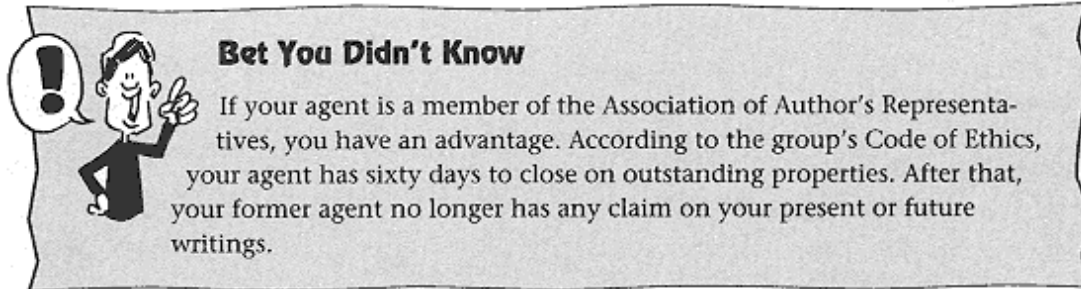 !
Bet You Didn't Know
If your agent is a member of the Association of Author's Representa-
tives, you have an advantage. According to the group's Code of Ethics,
your agent has sixty days to close on outstanding properties. After that,
your former agent no longer has any claim on your present or future
writings.